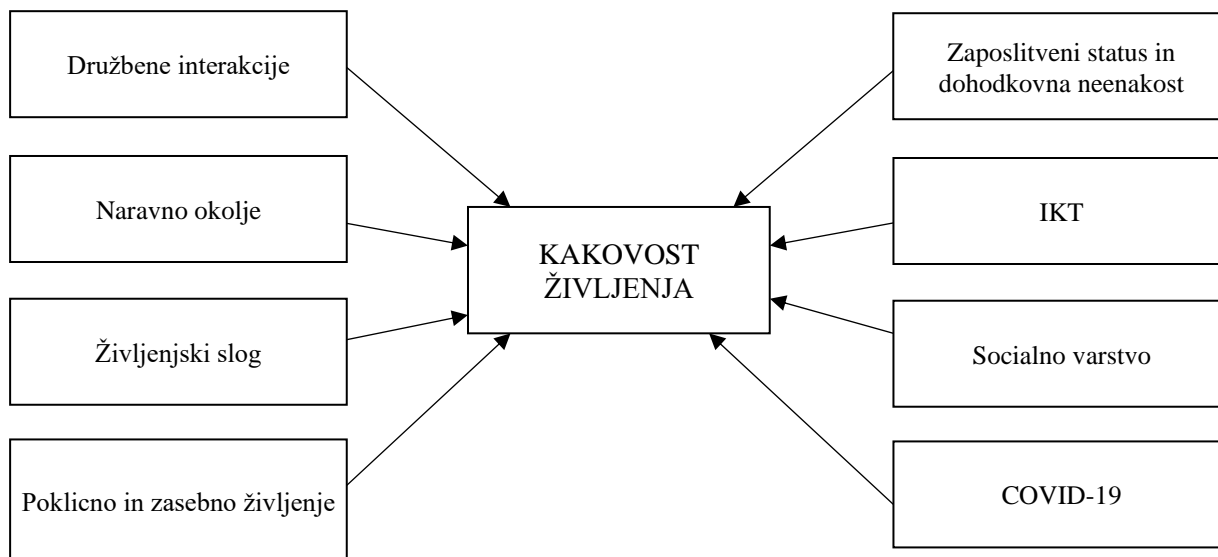 Družbene interakcije
Zaposlitveni status in
dohodkovna neenakost
Naravno okolje
IKT
KAKOVOST
ŽIVLJENJA
Življenjski slog
Socialno varstvo
Poklicno in zasebno življenje
COVID-19